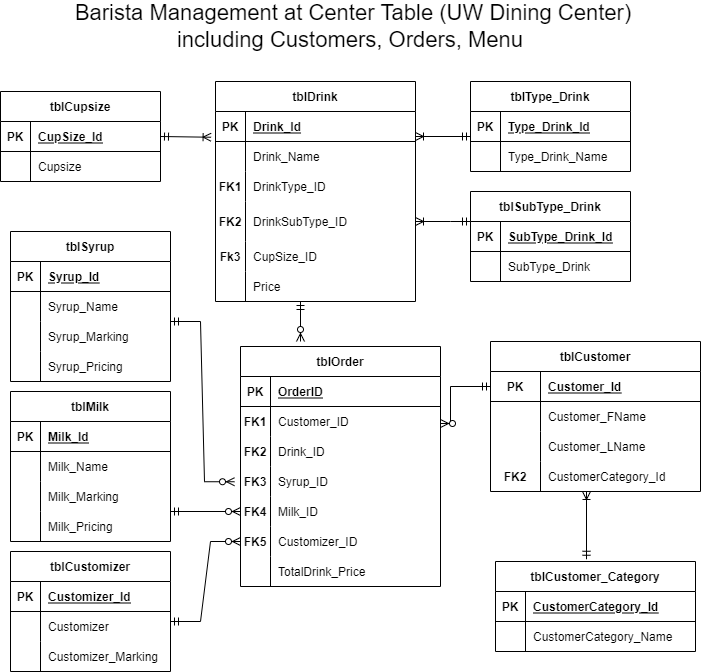 Barista Management at Center Table (UW Dining Center)
including Customers, Orders, Menu
tblCupsize
PK CupSize_Id
Cupsize
tblDrink
PK Drink_Id
Drink_Name
FK1 DrinkType_ID
FK2 DrinkSubType_ID
Fk3 CupSize_ID
Price
tblType_Drink
PK Type_Drink_Id
Type_Drink_Name
tblSubType_Drink
PK SubType_Drink_Id
SubType_Drink
tblSyrup
PK Syrup_Id
Syrup_Name
Syrup_Marking
Syrup_Pricing
tblMilk
PK Milk_Id
Milk_Name
Milk_Marking
Milk_Pricing
tblCustomizer
PK Customizer_Id
Customizer
Customizer_Marking
tblOrder
PK OrderID
FK1 Customer_ID
FK2 Drink_ID
FK3 Syrup_ID
FK4 Milk_ID
FK5 Customizer_ID
TotalDrink_Price
tblCustomer
PK Customer_Id
Customer_FName
Customer_LName
FK2 CustomerCategory_Id
tblCustomer_Category
PK CustomerCategory_Id
CustomerCategory_Name